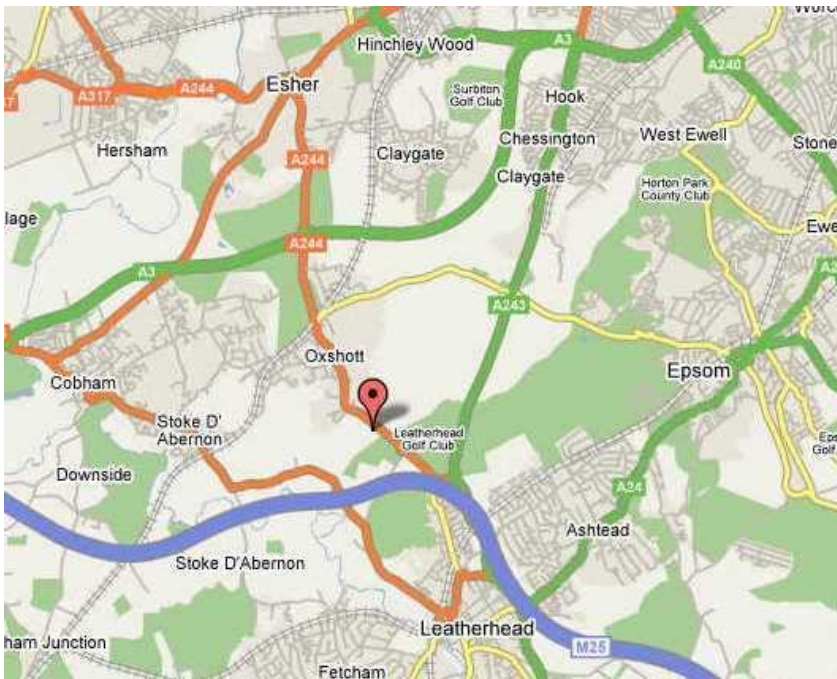 Hinchley Wood
A3
A240
Esher
A244
A317
Surbiton
Golf Club
Hook
Hersham
Chessington
West Ewell
Claygate
A244
Claygate
Horton Park
County Club
lage
A244
A3
A243
Oxshott
Epsom
Cobham
Stoke D'
Abernon
Leatherhead
Golf Club
Downside
A24
Ashtead
Stoke D'Abernon
Leatherhead
ham Junction
M25
Fetcham